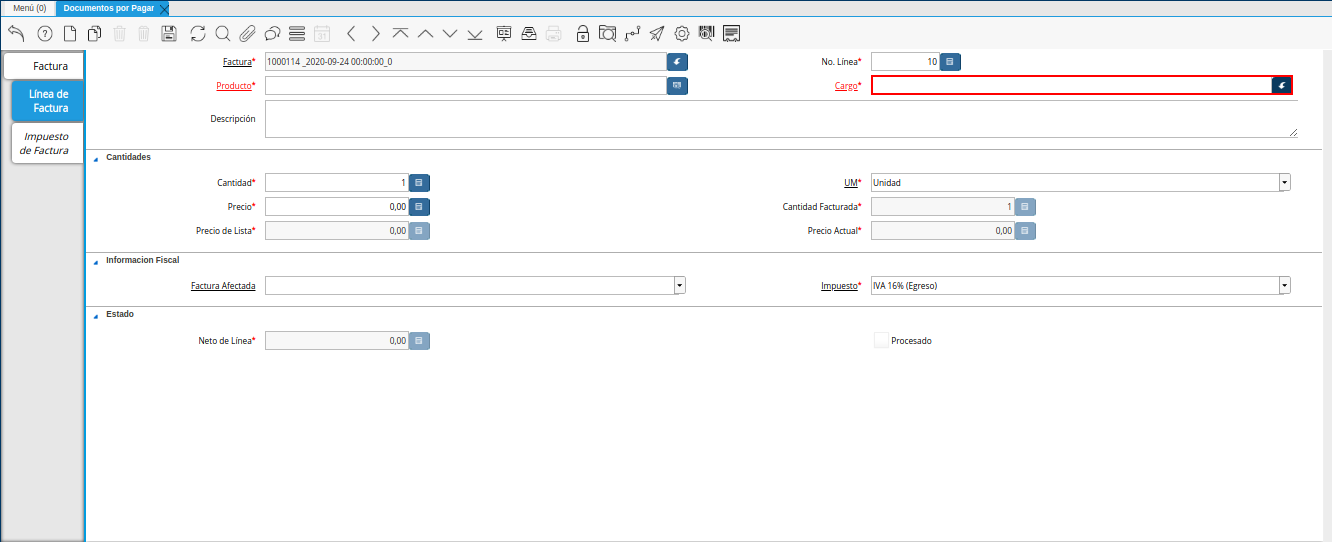 Menú (0)
Documentos por Pagar
Factura
Línea de
Factura
Impuesto
de Factura
Factura* 1000114 _2020-09-24 00:00:00_0 No. Línea* 10
Producto* Cargo*
Descripción
Cantidades
Cantidad* 1 UM* Unidad
Precio* 0,00 Cantidad Facturada* 1
Precio de Lista* 0,00 Precio Actual* 0,00
Informacion Fiscal
Factura Afectada Impuesto* IVA 16% (Egreso)
Estado
Neto de Línea* 0,00 Procesado